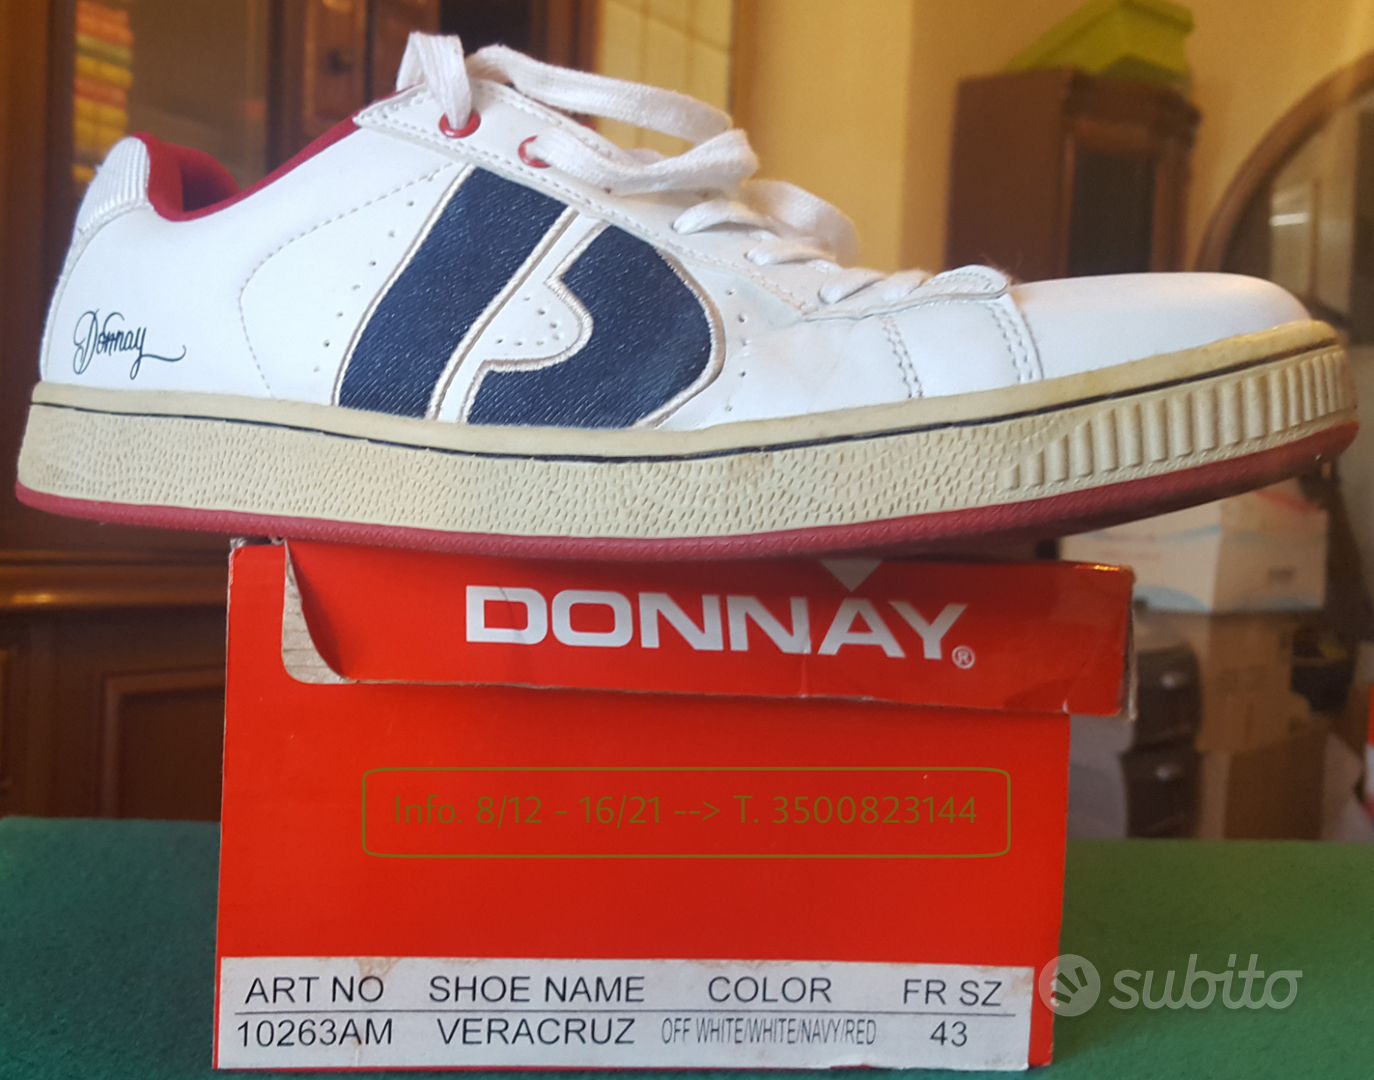 Donnay
DONNAY®
Info. 8/12 - 16/21 --> T. 3500823144
ART NO SHOE NAME COLOR FR SZ
10263AM VERACRUZ OFF WHITE/WHITE/NAVY/RED 43
subito